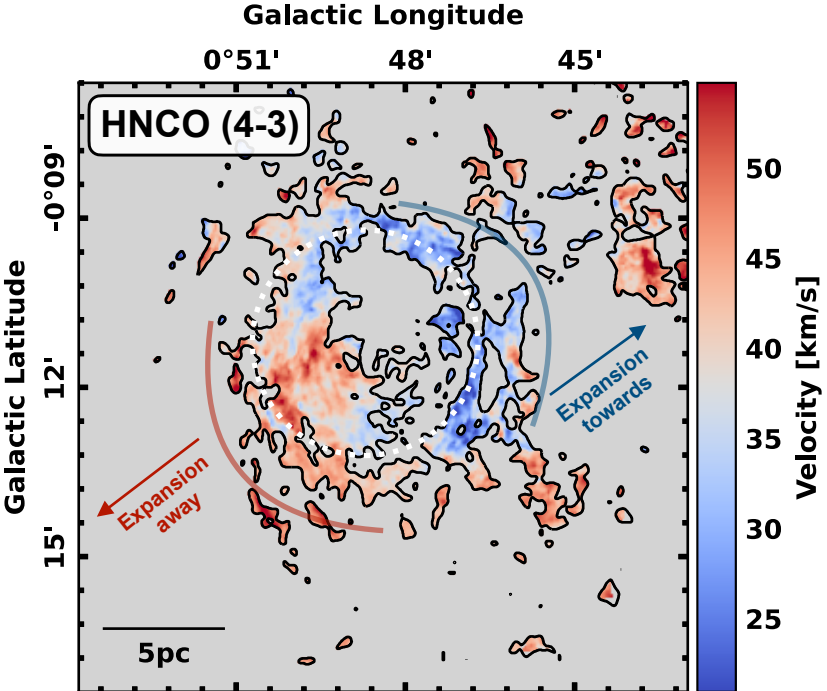 Galactic Longitude
0°51' 48' 45'
HNCO (4-3)
-0°09'
12'
15'
Galactic Latitude
Expansion
away
Expansion
towards
5pc
50
45
40
35
30
25
Velocity [km/s]